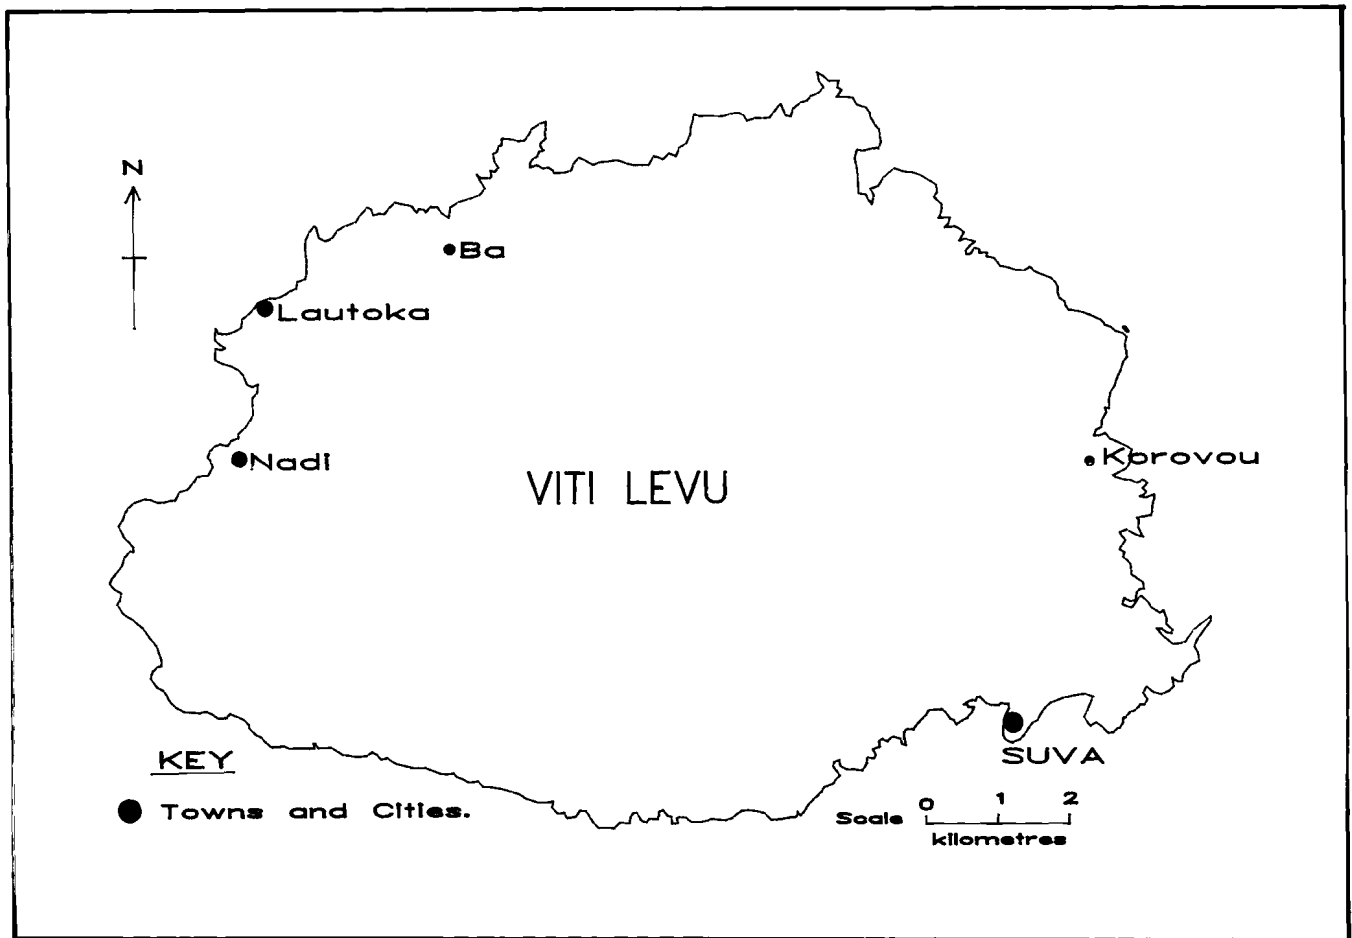 N
Ba
Lautoka
Nadi
VITI LEVU
Korovou
SUVA
KEY
Towns and Cities.
Scale 0 1 2
kilometres